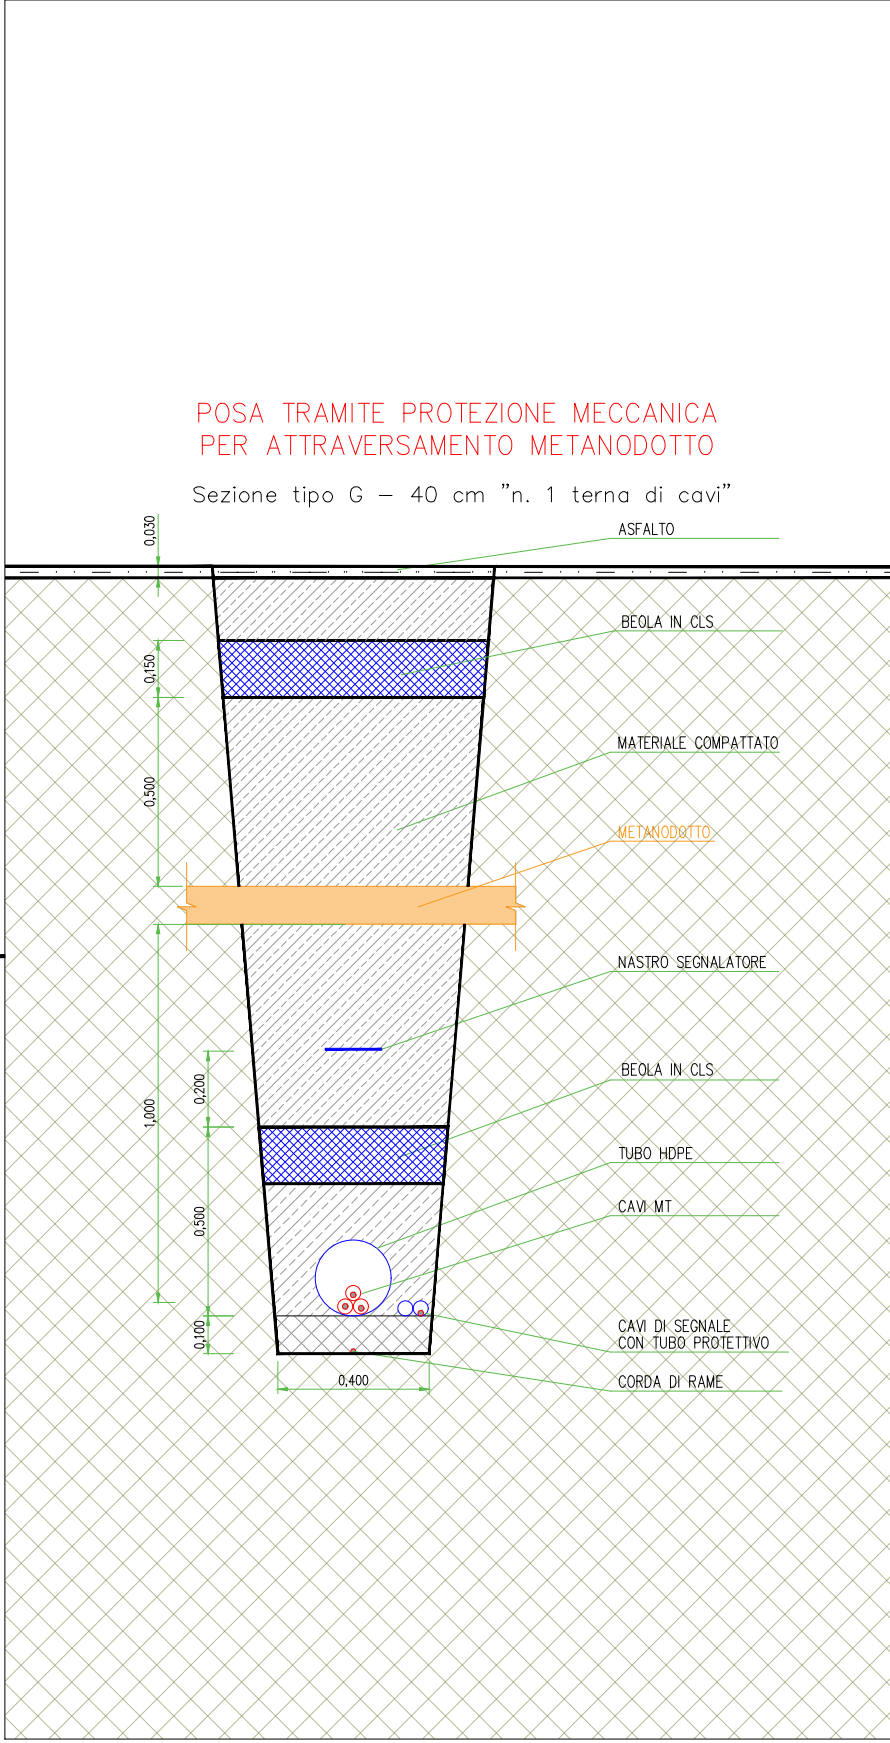 POSA TRAMITE PROTEZIONE MECCANICA
PER ATTRAVERSAMENTO METANODOTTO
Sezione tipo G – 40 cm "n. 1 terna di cavi"
0,030
ASFALTO
BEOLA IN CLS
0,150
MATERIALE COMPATTATO
0,500
METANODOTTO
NASTRO SEGNALATORE
BEOLA IN CLS
0,200
1,000
TUBO HDPE
CAVI MT
0,500
CAVI DI SEGNALE
CON TUBO PROTETTIVO
0,100
CORDA DI RAME
0,400